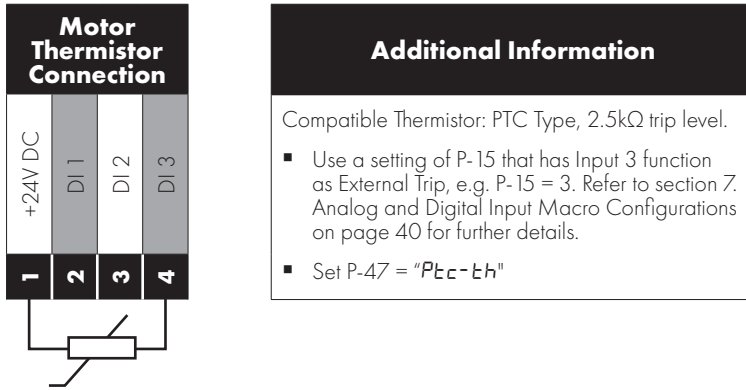 Motor
Thermistor
Connection
+24V DC
DI 1
DI 2
DI 3
1
2
3
4
Additional Information
Compatible Thermistor: PTC Type, 2.5kΩ trip level.
▪ Use a setting of P-15 that has Input 3 function
as External Trip, e.g. P-15 = 3. Refer to section 7.
Analog and Digital Input Macro Configurations
on page 40 for further details.
▪ Set P-47 = “Ptc-th"